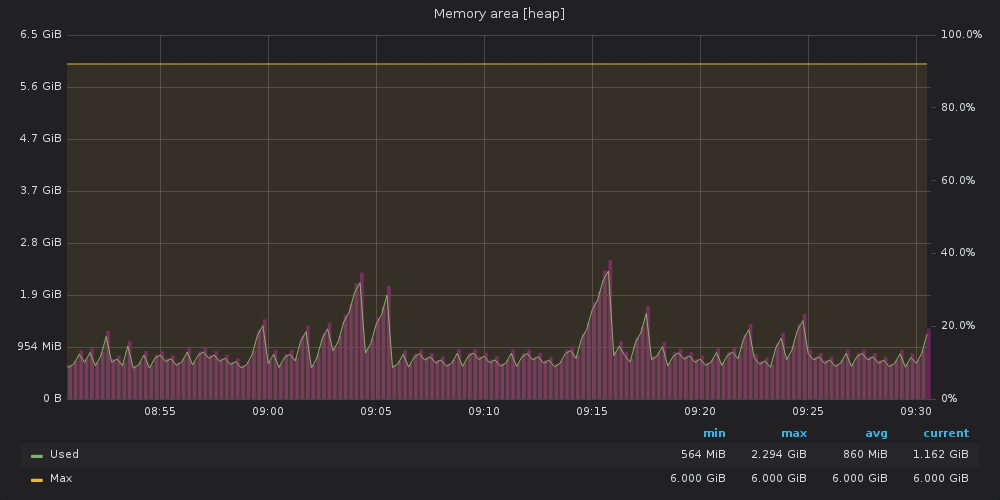 Memory area [heap]
6.5 GiB 100.0%
5.6 GiB
80.0%
4.7 GiB
3.7 GiB
60.0%
2.8 GiB
40.0%
1.9 GiB
20.0%
954 MiB
0 B 0%
08:55 09:00 09:05 09:10 09:15 09:20 09:25 09:30
min max avg current
Used 564 MiB 2.294 GiB 860 MiB 1.162 GiB
Max 6.000 GiB 6.000 GiB 6.000 GiB 6.000 GiB